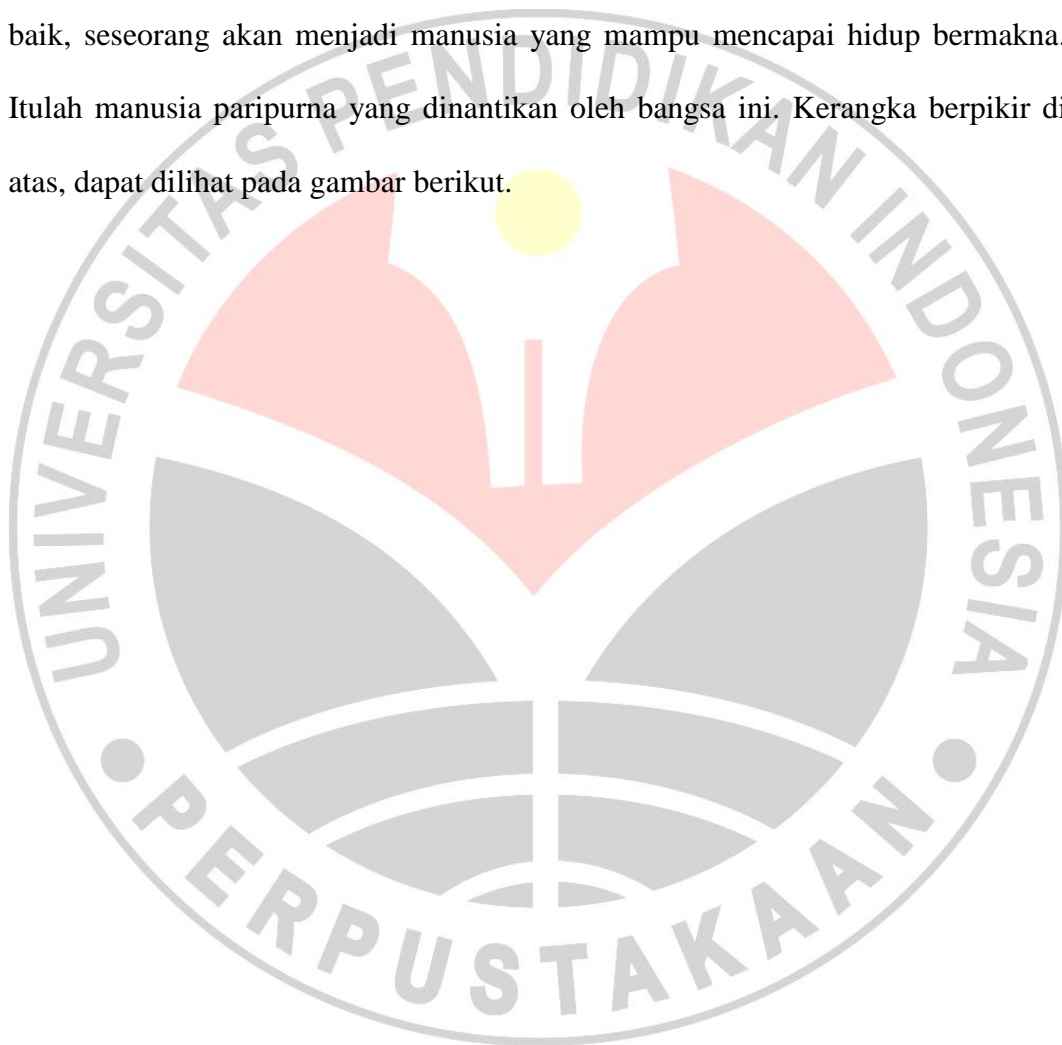 baik, seseorang akan menjadi manusia yang mampu mencapai hidup bermakna.
Itulah manusia paripurna yang dinantikan oleh bangsa ini. Kerangka berpikir di
atas, dapat dilihat pada gambar berikut.
UNIVERSITAS PENDIDIKAN INDONESIA
PERPUSTAKAAN